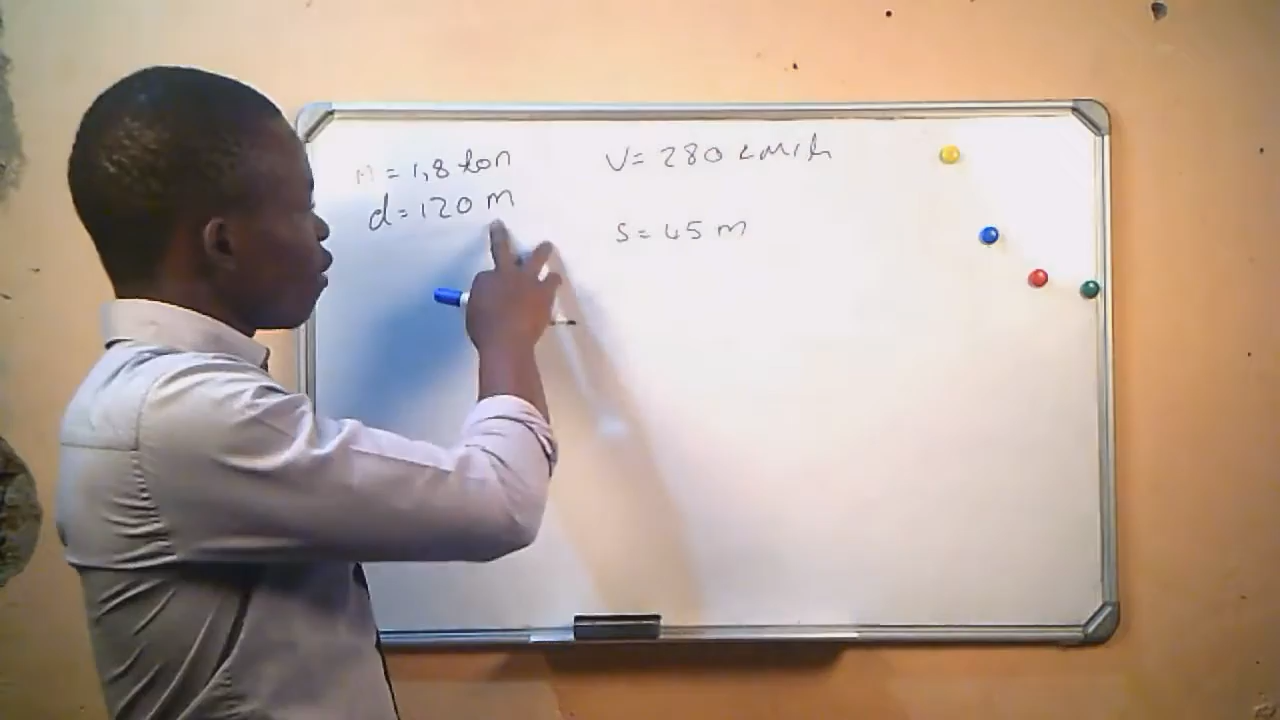 M = 1,8 ton
d = 120 m
V = 280 km/h
S = 45 m